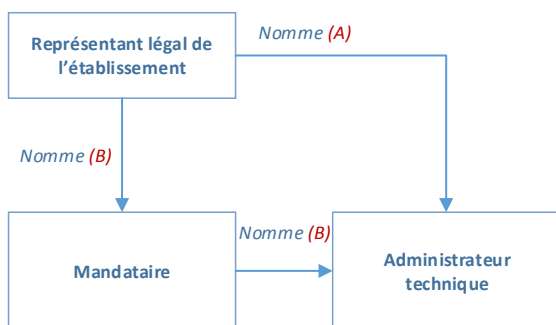 Représentant légal de
l’établissement
Nomme (A)
Nomme (B)
Mandataire
Nomme (B)
Administrateur
technique